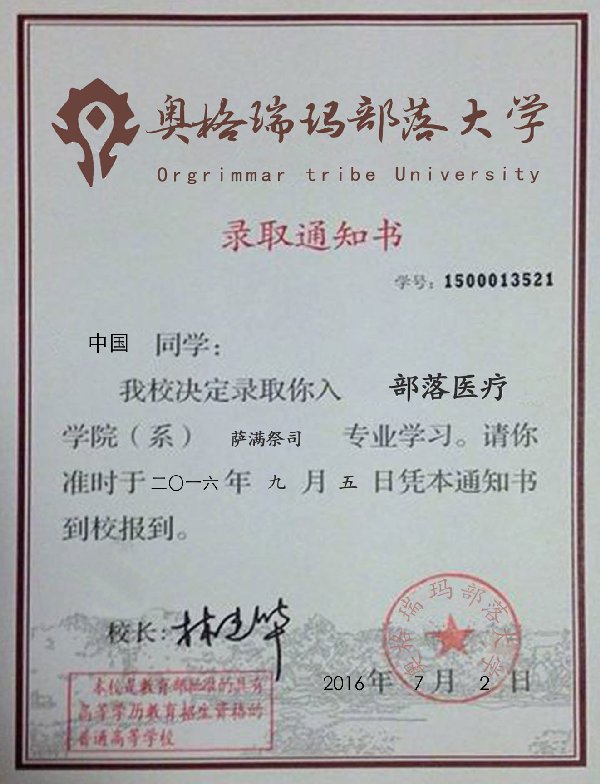 奥格瑞玛部落大学
Orgrimmar tribe University
录取通知书
学号：1500013521
中国 同学：
我校决定录取你入 部落医疗
学院（系） 萨满祭司 专业学习。请你
准时于二〇一六年 九 月 五 日凭本通知书
到校报到。
校长：林建华
奥格瑞玛部落大学
2016年 7 月 2 日
本校是教育部批准的具有
高等学历教育招生资格的
普通高等学校